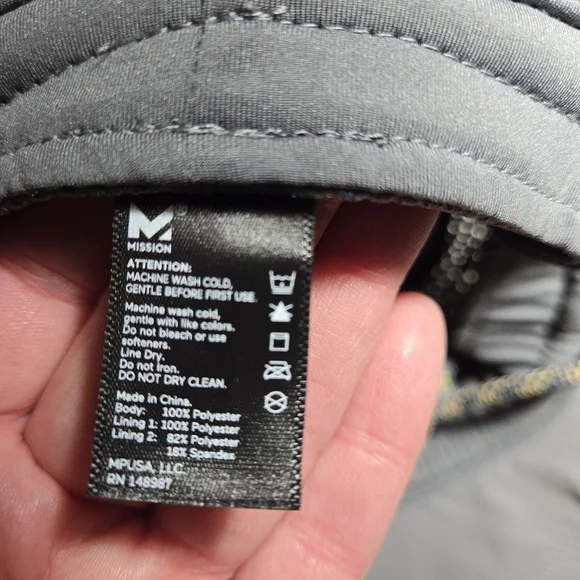 M®
MISSION
ATTENTION:
MACHINE WASH COLD,
GENTLE BEFORE FIRST USE.
Machine wash cold,
gentle with like colors.
Do not bleach or use
softeners.
Line Dry.
Do not iron.
DO NOT DRY CLEAN.
Made in China.
Body: 100% Polyester
Lining 1: 100% Polyester
Lining 2: 82% Polyester
18% Spandex
MPUSA, LLC
RN 148987